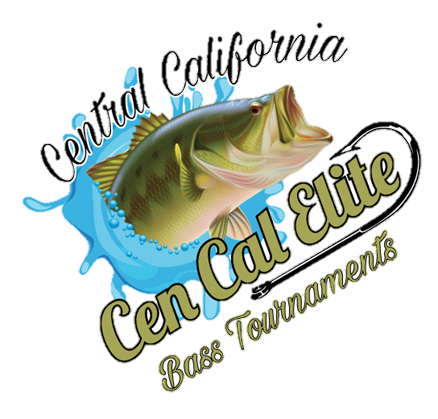 Central California
Cen Cal Elite
Bass Tournaments